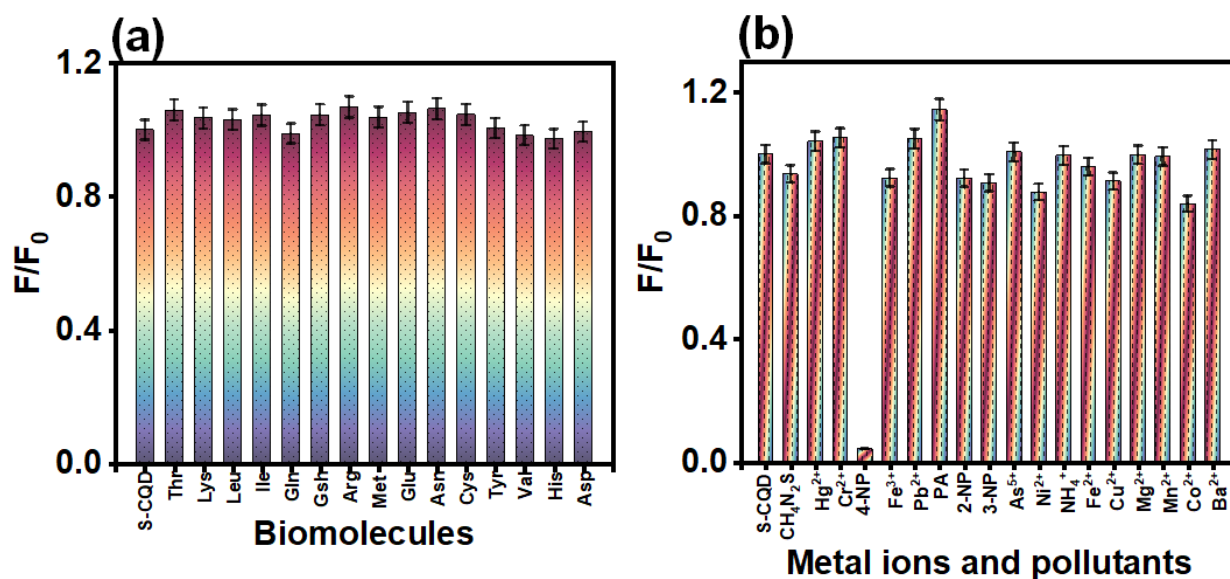 (a)
1.2
0.8
0.4
0.0
F/F₀
S-CQD
Thr
Lys
Leu
Ile
Gln
Gsh
Arg
Met
Glu
Asn
Cys
Tyr
Val
His
Asp
Biomolecules
(b)
1.2
0.8
0.4
0.0
F/F₀
S-CQD
CH₄N₂S
Hg²⁺
Cr²⁺
4-NP
Fe³⁺
Pb²⁺
PA
2-NP
3-NP
As⁵⁺
Ni²⁺
NH₄⁺
Fe²⁺
Cu²⁺
Mg²⁺
Mn²⁺
Co²⁺
Ba²⁺
Metal ions and pollutants